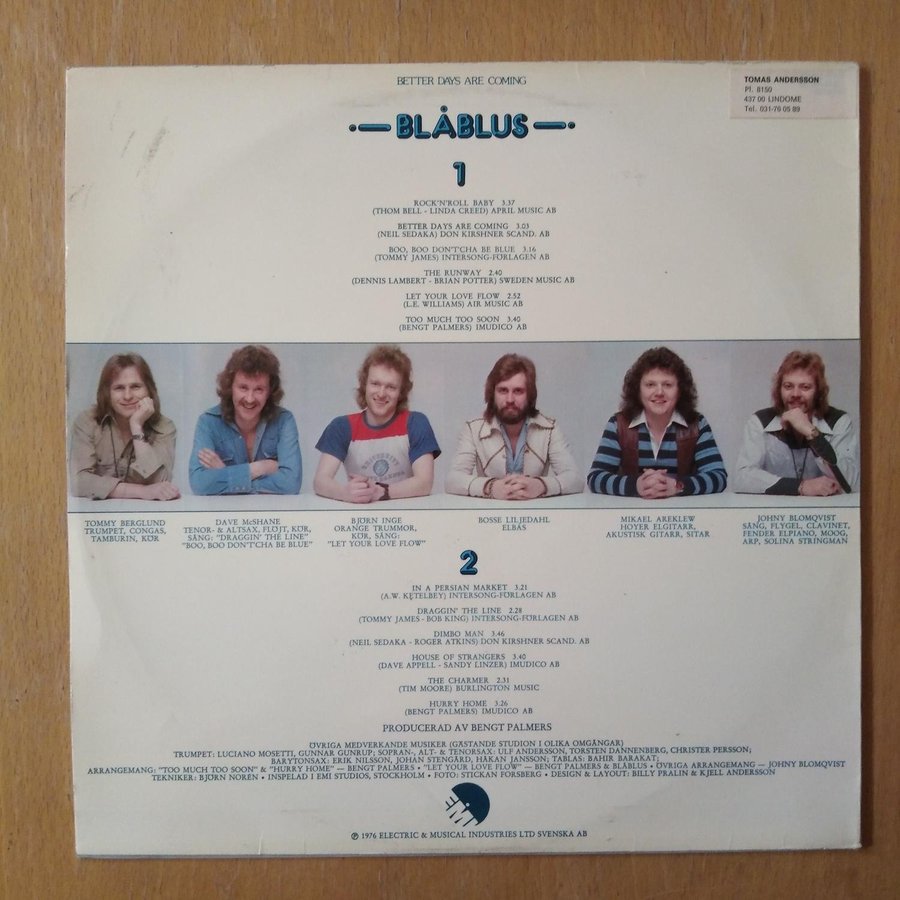 BETTER DAYS ARE COMING
TOMAS ANDERSSON
Pl. 8150
437 00 LINDOME
Tel. 031-76 05 89
BLÅBLUS
1
ROCK'N'ROLL BABY 3.37
(THOM BELL - LINDA CREED) APRIL MUSIC AB
BETTER DAYS ARE COMING 3.03
(NEIL SEDAKA) DON KIRSHNER SCAND. AB
BOO, BOO DON'T'CHA BE BLUE 3.16
(TOMMY JAMES) INTERSONG-FÖRLAGEN AB
THE RUNWAY 2.40
(DENNIS LAMBERT - BRIAN POTTER) SWEDEN MUSIC AB
LET YOUR LOVE FLOW 2.52
(L.E. WILLIAMS) AIR MUSIC AB
TOO MUCH TOO SOON 3.40
(BENGT PALMERS) IMUDICO AB
UNIVERSITY
TOMMY BERGLUND
TRUMPET, CONGAS,
TAMBURIN, KÖR
DAVE McSHANE
TENOR- & ALTSAX, FLÖJT, KÖR,
SÅNG: "DRAGGIN' THE LINE"
"BOO, BOO DON'T'CHA BE BLUE"
BJÖRN INGE
ORANGE TRUMMOR,
KÖR, SÅNG:
"LET YOUR LOVE FLOW"
BOSSE LILJEDAHL
ELBAS
MIKAEL AREKLEW
HOYER ELGITARR,
AKUSTISK GITARR, SITAR
JOHNY BLOMQVIST
SÅNG, FLYGEL, CLAVINET,
FENDER ELPIANO, MOOG,
ARP, SOLINA STRINGMAN
2
IN A PERSIAN MARKET 3.21
(A.W. KETELBEY) INTERSONG-FÖRLAGEN AB
DRAGGIN' THE LINE 2.28
(TOMMY JAMES - BOB KING) INTERSONG-FÖRLAGEN AB
DIMBO MAN 3.46
(NEIL SEDAKA - ROGER ATKINS) DON KIRSHNER SCAND. AB
HOUSE OF STRANGERS 3.40
(DAVE APPELL - SANDY LINZER) IMUDICO AB
THE CHARMER 2.31
(TIM MOORE) BURLINGTON MUSIC
HURRY HOME 3.26
(BENGT PALMERS) IMUDICO AB
PRODUCERAD AV BENGT PALMERS
ÖVRIGA MEDVERKANDE MUSIKER (GÄSTANDE STUDION I OLIKA OMGÅNGAR)
TRUMPET: LUCIANO MOSETTI, GUNNAR GUNRUP; SOPRAN-, ALT- & TENORSAX: ULF ANDERSSON, TORSTEN DANNENBERG, CHRISTER PERSSON;
BARYTONSAX: ERIK NILSSON, JOHAN STENGÅRD, HÅKAN JANSSON; TABLAS: BAHIR BARAKAT;
ARRANGEMANG: "TOO MUCH TOO SOON" & "HURRY HOME" — BENGT PALMERS • "LET YOUR LOVE FLOW" — BENGT PALMERS & BLÅBLUS • ÖVRIGA ARRANGEMANG — JOHNY BLOMQVIST
TEKNIKER: BJÖRN NORÉN • INSPELAD I EMI STUDIOS, STOCKHOLM • FOTO: STICKAN FORSBERG • DESIGN & LAYOUT: BILLY PRALIN & KJELL ANDERSSON
EMI
℗ 1976 ELECTRIC & MUSICAL INDUSTRIES LTD SVENSKA AB